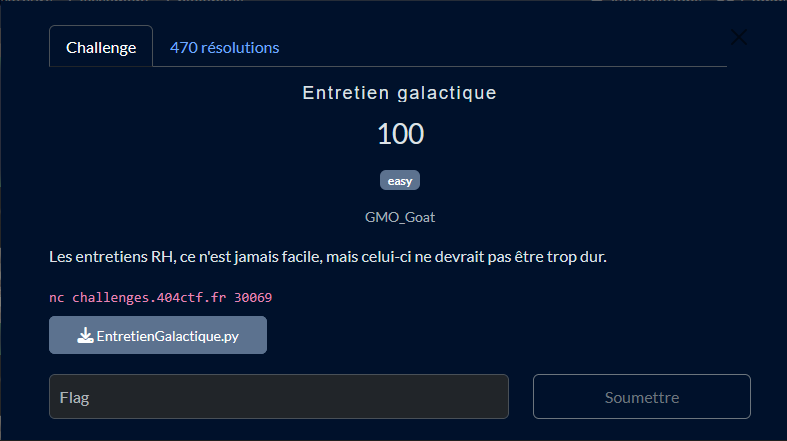 Challenge
470 résolutions
Entretien galactique
100
easy
GMO_Goat
Les entretiens RH, ce n'est jamais facile, mais celui-ci ne devrait pas être trop dur.
nc challenges.404ctf.fr 30069
EntretienGalactique.py
Flag
Soumettre